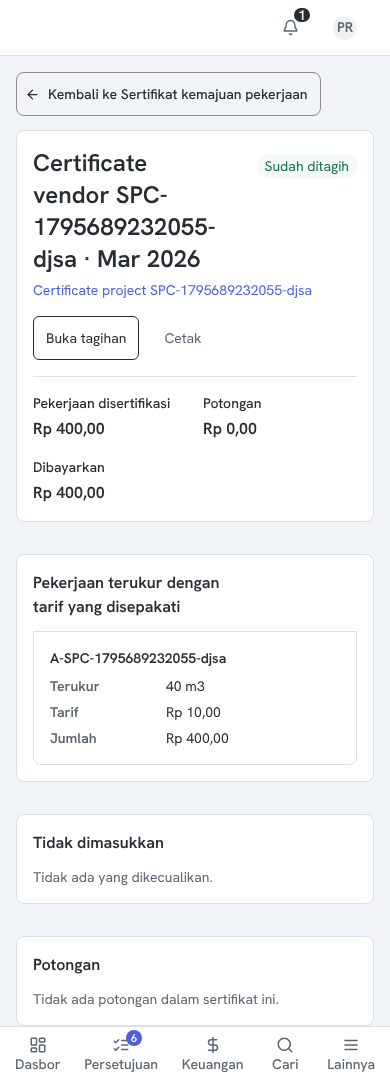 1
PR
Kembali ke Sertifikat kemajuan pekerjaan
Certificate
vendor SPC-
1795689232055-
djsa · Mar 2026
Sudah ditagih
Certificate project SPC-1795689232055-djsa
Buka tagihan
Cetak
Pekerjaan disertifikasi
Potongan
Rp 400,00
Rp 0,00
Dibayarkan
Rp 400,00
Pekerjaan terukur dengan
tarif yang disepakati
A-SPC-1795689232055-djsa
Terukur 40 m3
Tarif Rp 10,00
Jumlah Rp 400,00
Tidak dimasukkan
Tidak ada yang dikecualikan.
Potongan
Tidak ada potongan dalam sertifikat ini.
6
Dasbor Persetujuan Keuangan Cari Lainnya